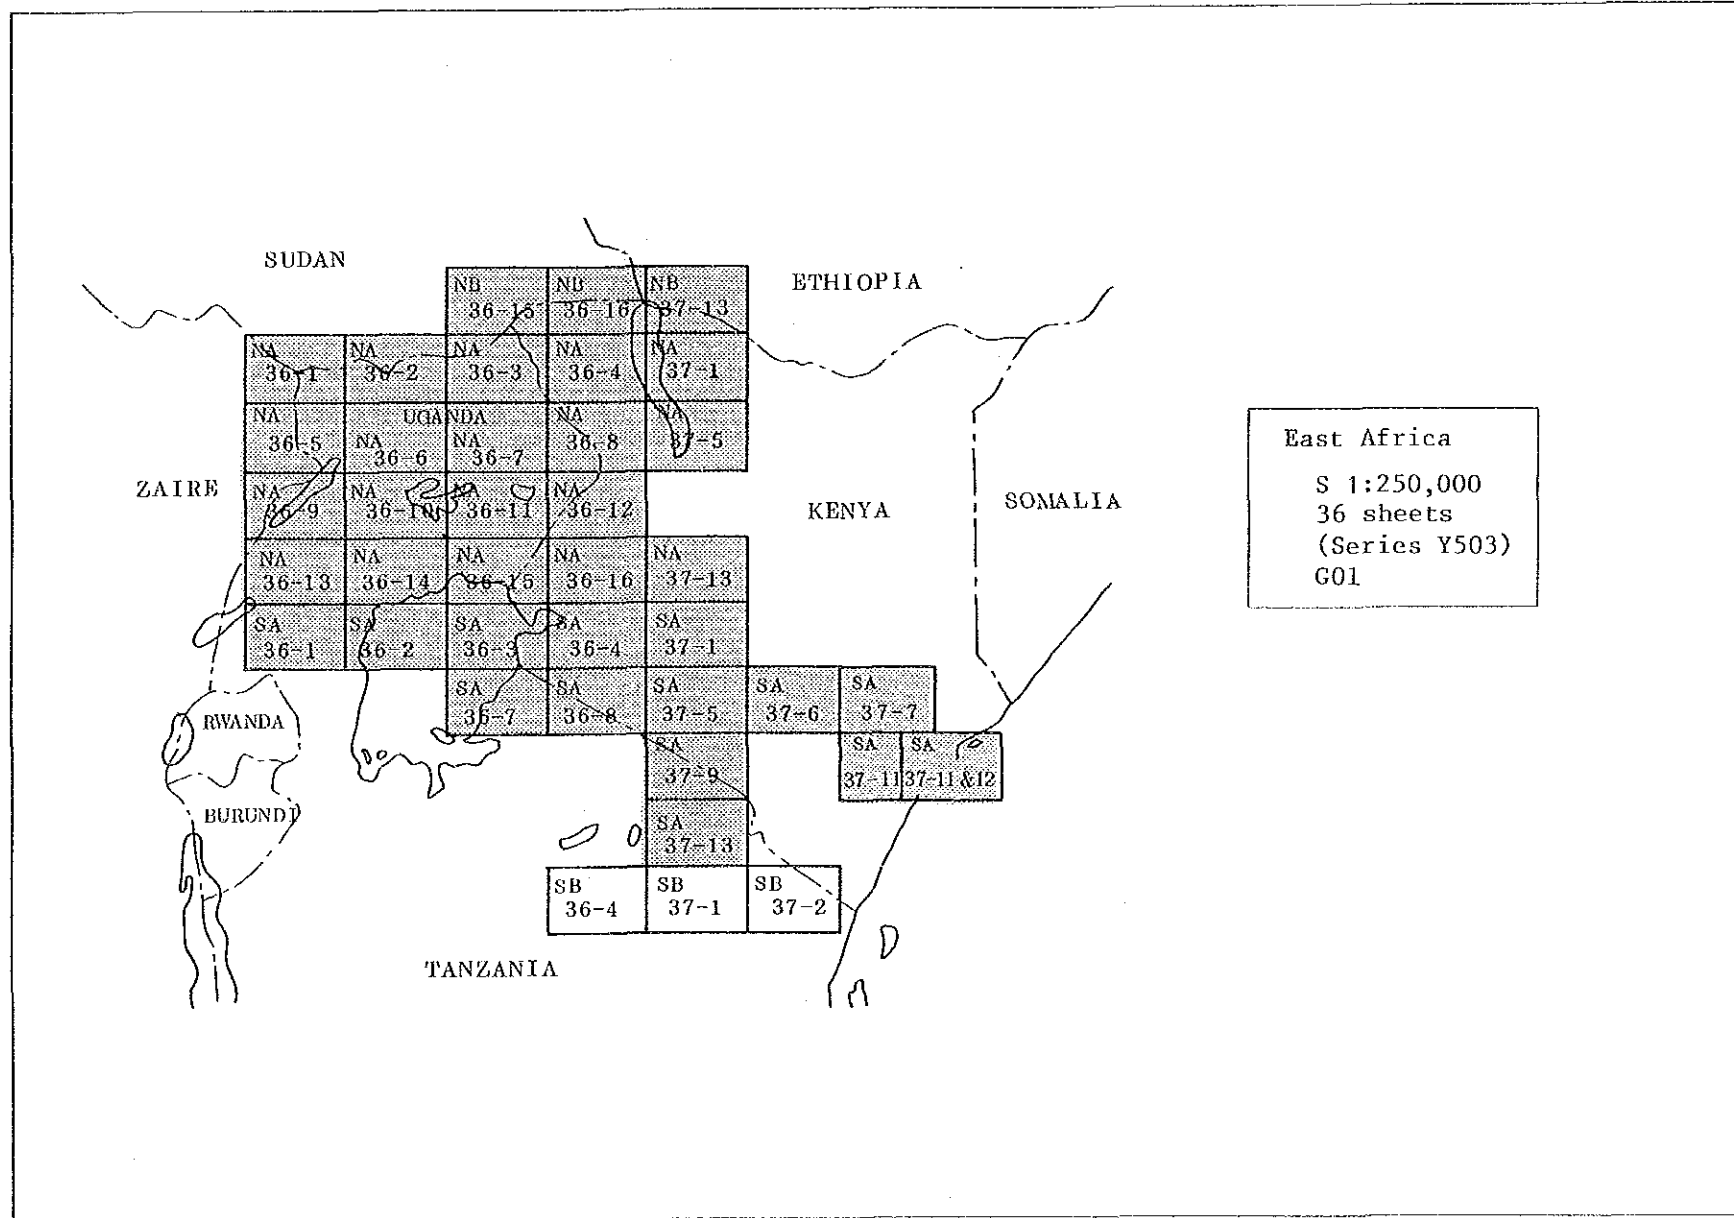 SUDAN
ETHIOPIA
NB
36-15
NB
36-16
NB
37-13
NA
36-1
NA
36-2
NA
36-3
NA
36-4
NA
37-1
UGANDA
NA
36-5
NA
36-6
NA
36-7
NA
36-8
NA
37-5
ZAIRE
NA
36-9
NA
36-10
NA
36-11
NA
36-12
KENYA
SOMALIA
NA
36-13
NA
36-14
NA
36-15
NA
36-16
NA
37-13
SA
36-1
SA
36-2
SA
36-3
SA
36-4
SA
37-1
SA
36-7
SA
36-8
SA
37-5
SA
37-6
SA
37-7
RWANDA
SA
37-9
SA
37-11
SA
37-11&12
BURUNDI
SA
37-13
SB
36-4
SB
37-1
SB
37-2
TANZANIA
East Africa
S 1:250,000
36 sheets
(Series Y503)
G01